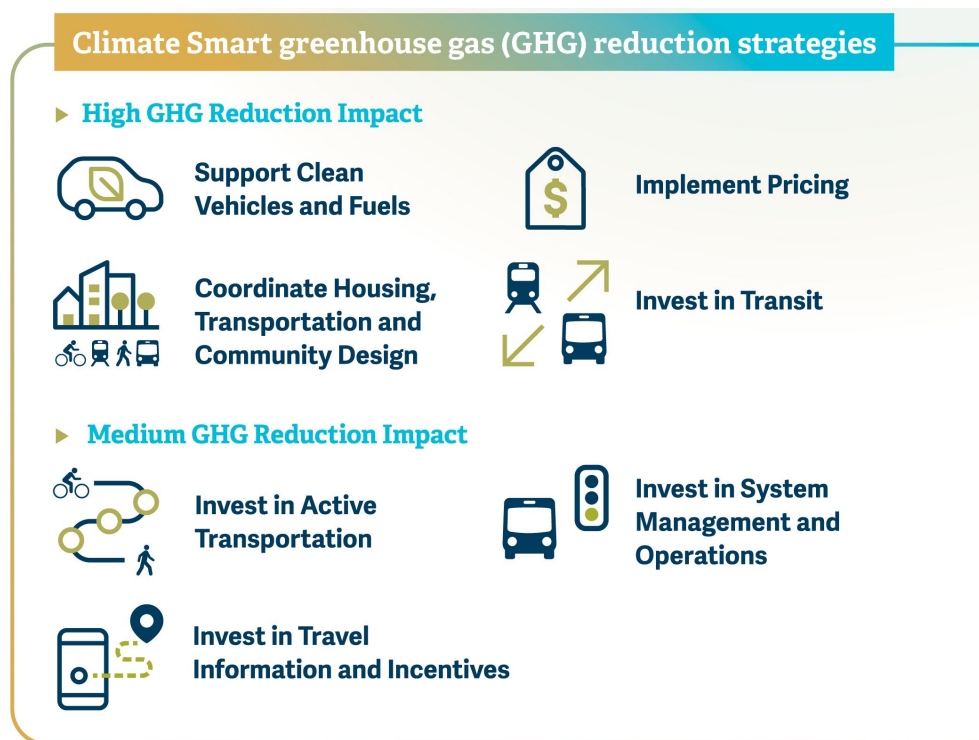 Climate Smart greenhouse gas (GHG) reduction strategies
High GHG Reduction Impact
Support Clean
Vehicles and Fuels
$
Implement Pricing
Coordinate Housing,
Transportation and
Community Design
Invest in Transit
Medium GHG Reduction Impact
Invest in Active
Transportation
Invest in System
Management and
Operations
Invest in Travel
Information and Incentives